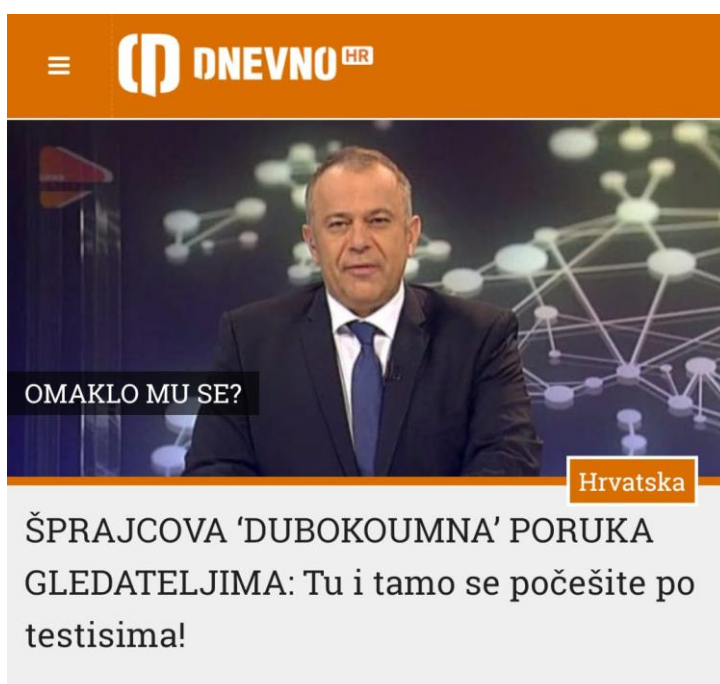 DNEVNO HR
OMAKLO MU SE?
Hrvatska
ŠPRAJCOVA ‘DUBOKOUMNA’ PORUKA
GLEDATELJIMA: Tu i tamo se počešite po
testisima!